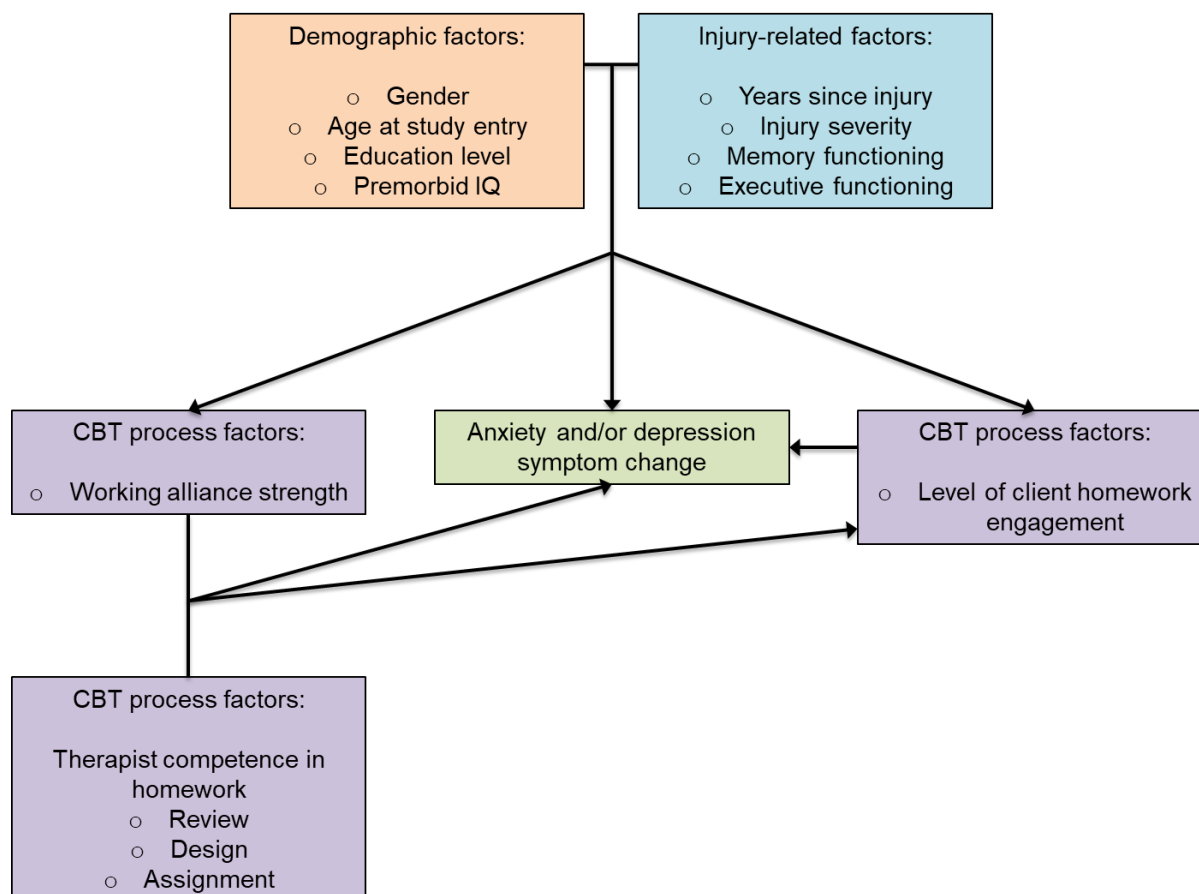 Demographic factors:
○ Gender
○ Age at study entry
○ Education level
○ Premorbid IQ
Injury-related factors:
○ Years since injury
○ Injury severity
○ Memory functioning
○ Executive functioning
CBT process factors:
○ Working alliance strength
Anxiety and/or depression
symptom change
CBT process factors:
○ Level of client homework
engagement
CBT process factors:
Therapist competence in
homework
○ Review
○ Design
○ Assignment